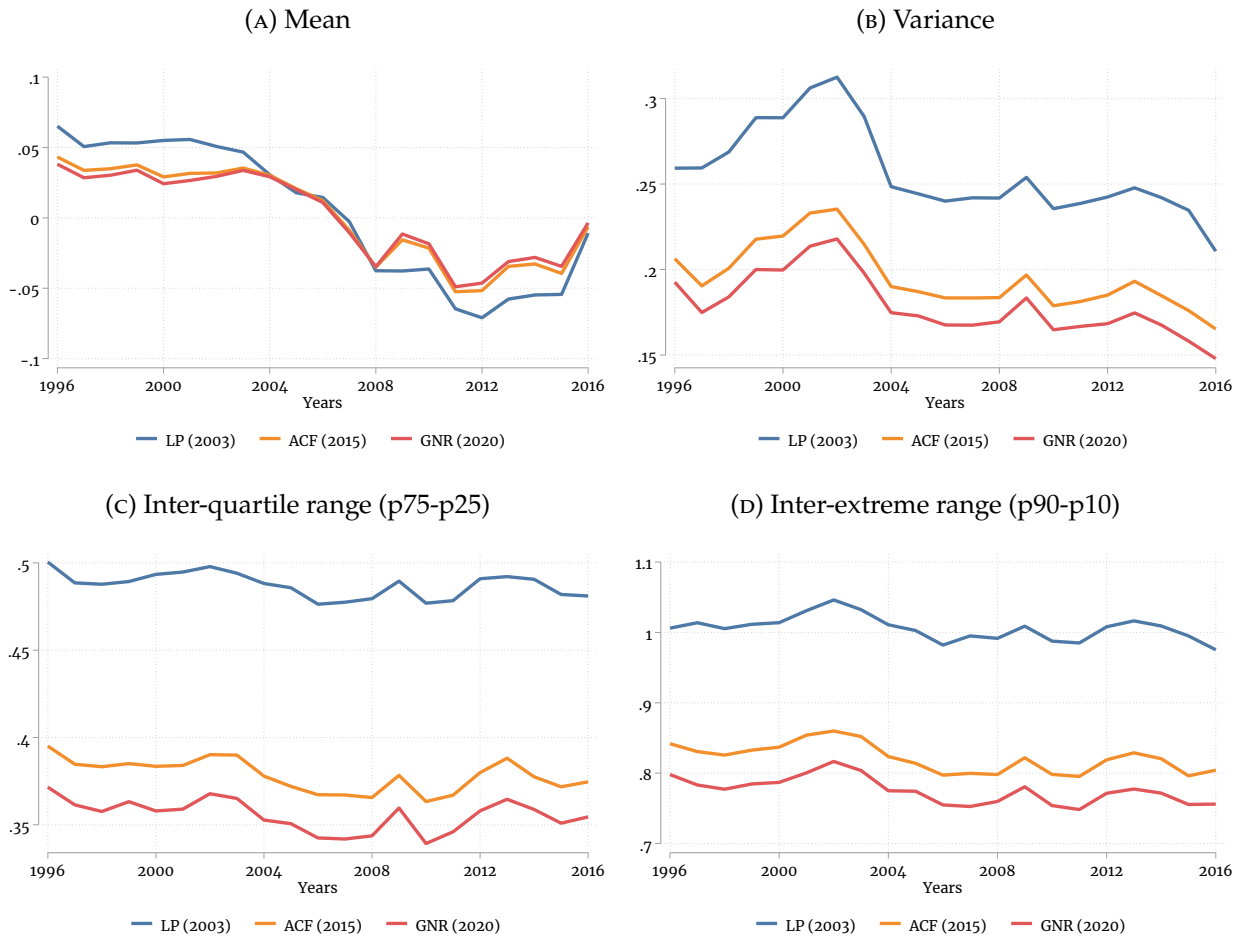 (A) Mean
.1
.05
0
-.05
-.1
1996 2000 2004 2008 2012 2016
Years
LP (2003) ACF (2015) GNR (2020)
(B) Variance
.3
.25
.2
.15
1996 2000 2004 2008 2012 2016
Years
LP (2003) ACF (2015) GNR (2020)
(C) Inter-quartile range (p75-p25)
.5
.45
.4
.35
1996 2000 2004 2008 2012 2016
Years
LP (2003) ACF (2015) GNR (2020)
(D) Inter-extreme range (p90-p10)
1.1
1
.9
.8
.7
1996 2000 2004 2008 2012 2016
Years
LP (2003) ACF (2015) GNR (2020)